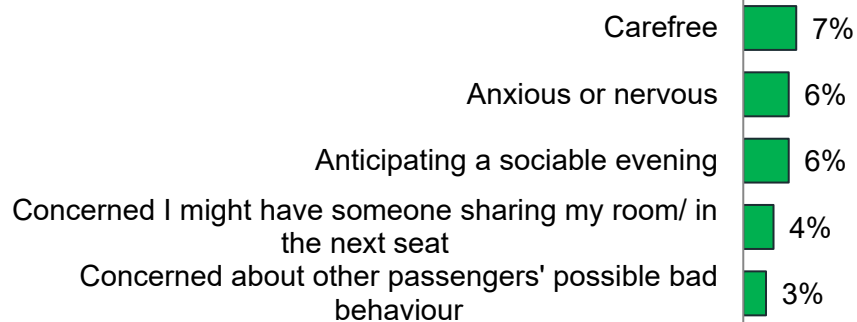 Carefree 7%
Anxious or nervous 6%
Anticipating a sociable evening 6%
Concerned I might have someone sharing my room/ in
the next seat 4%
Concerned about other passengers' possible bad
behaviour 3%